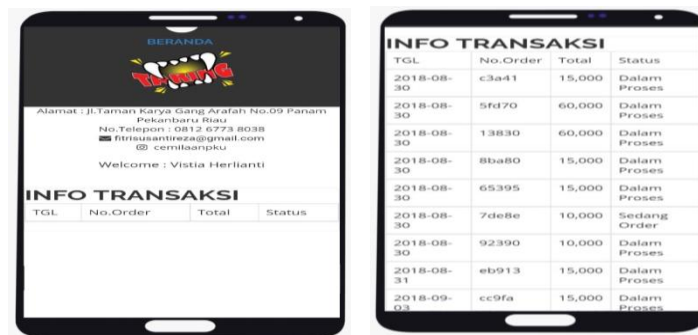 BERANDA
TARING
Alamat : Jl.Taman Karya Gang Arafah No.09 Panam
Pekanbaru Riau
No.Telepon : 0812 6773 8038
fitrisusantireza@gmail.com
cemilaanpku
Welcome : Vistia Herlianti
INFO TRANSAKSI
TGL No.Order Total Status
INFO TRANSAKSI
TGL No.Order Total Status
2018-08-30 c3a41 15,000 Dalam Proses
2018-08-30 5fd70 60,000 Dalam Proses
2018-08-30 13830 60,000 Dalam Proses
2018-08-30 8ba80 15,000 Dalam Proses
2018-08-30 65395 15,000 Dalam Proses
2018-08-30 7de8e 10,000 Sedang Order
2018-08-30 92390 10,000 Dalam Proses
2018-08-31 eb913 15,000 Dalam Proses
2018-09-03 cc9fa 15,000 Dalam Proses